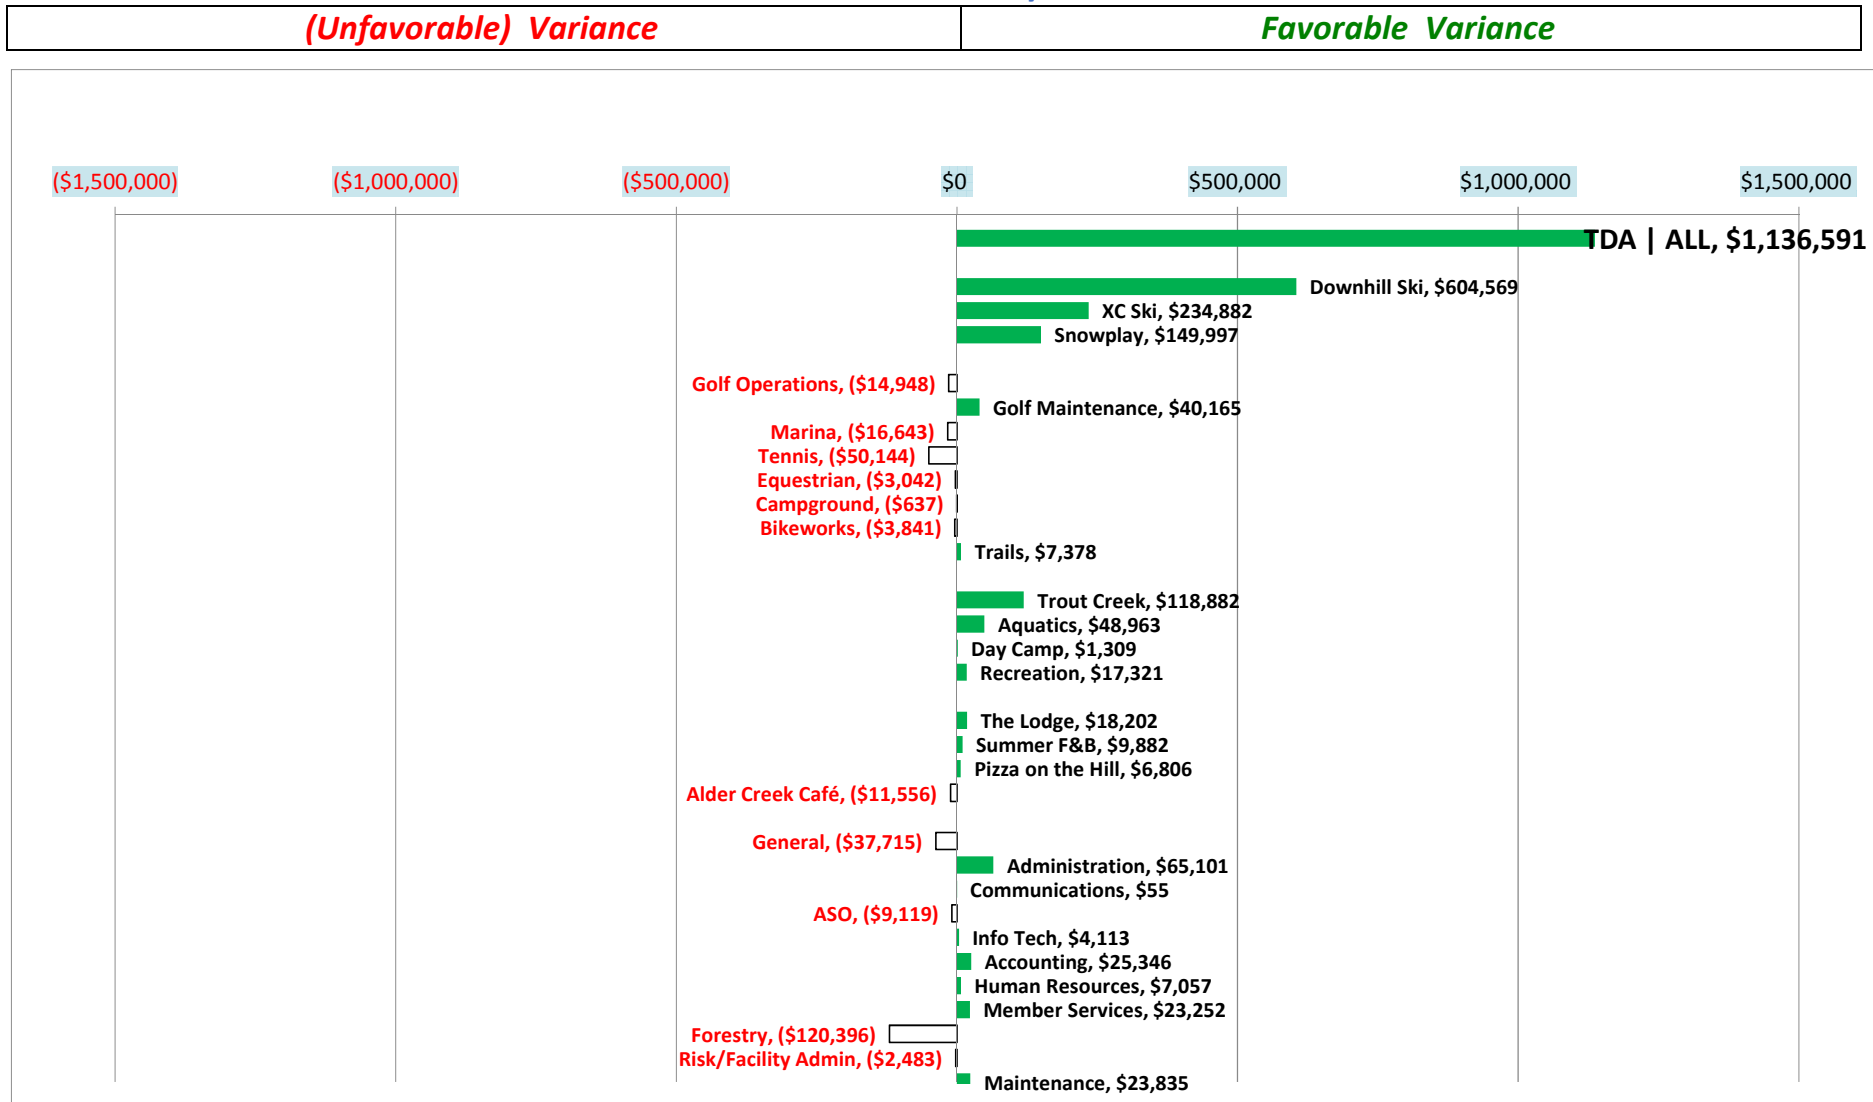 (Unfavorable) Variance
Favorable Variance
($1,500,000)
($1,000,000)
($500,000)
$0
$500,000
$1,000,000
$1,500,000
TDA | ALL, $1,136,591
Downhill Ski, $604,569
XC Ski, $234,882
Snowplay, $149,997
Golf Operations, ($14,948)
Golf Maintenance, $40,165
Marina, ($16,643)
Tennis, ($50,144)
Equestrian, ($3,042)
Campground, ($637)
Bikeworks, ($3,841)
Trails, $7,378
Trout Creek, $118,882
Aquatics, $48,963
Day Camp, $1,309
Recreation, $17,321
The Lodge, $18,202
Summer F&B, $9,882
Pizza on the Hill, $6,806
Alder Creek Café, ($11,556)
General, ($37,715)
Administration, $65,101
Communications, $55
ASO, ($9,119)
Info Tech, $4,113
Accounting, $25,346
Human Resources, $7,057
Member Services, $23,252
Forestry, ($120,396)
Risk/Facility Admin, ($2,483)
Maintenance, $23,835